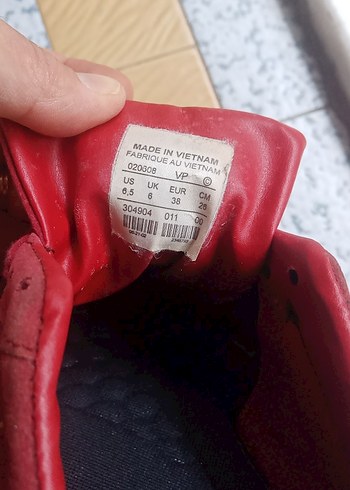 MADE IN VIETNAM
FABRIQUE AU VIETNAM
020608 VP ©
US UK EUR CM
6,5 6 38 25
304904 011 00